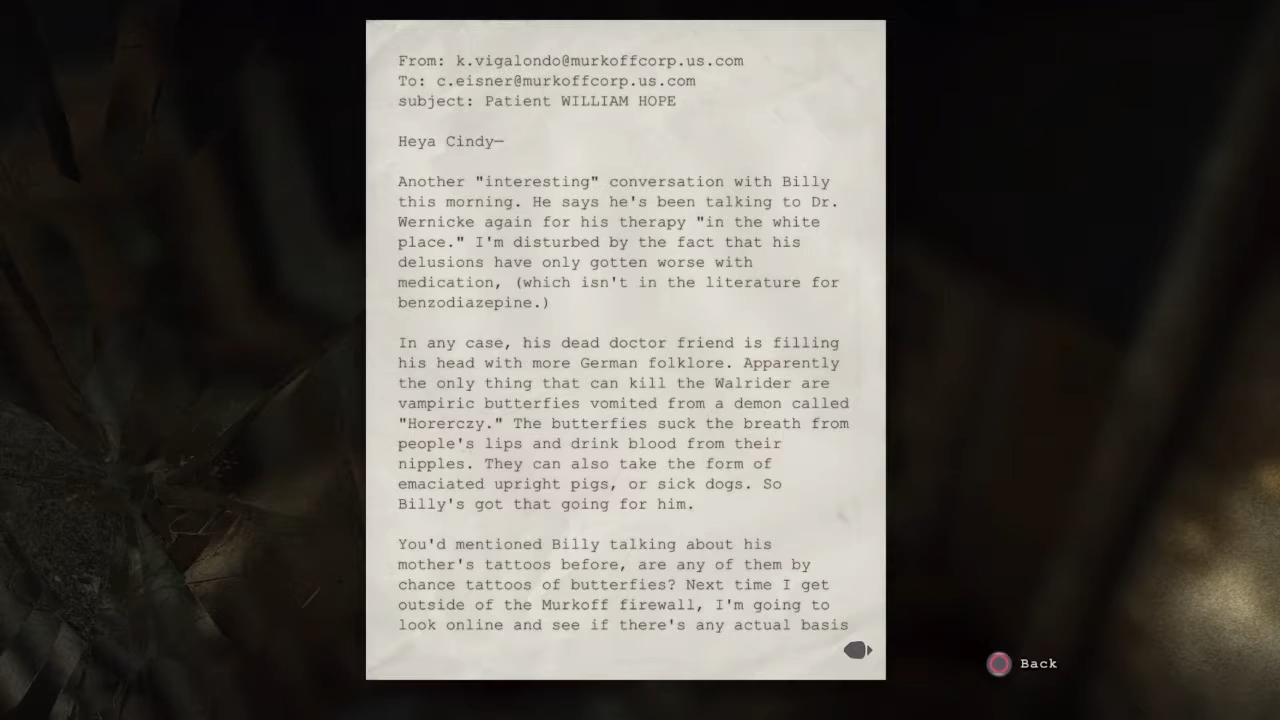 From: k.vigalondo@murkoffcorp.us.com
To: c.eisner@murkoffcorp.us.com
subject: Patient WILLIAM HOPE
Heya Cindy—
Another "interesting" conversation with Billy
this morning. He says he's been talking to Dr.
Wernicke again for his therapy "in the white
place." I'm disturbed by the fact that his
delusions have only gotten worse with
medication, (which isn't in the literature for
benzodiazepine.)
In any case, his dead doctor friend is filling
his head with more German folklore. Apparently
the only thing that can kill the Walrider are
vampiric butterfies vomited from a demon called
"Horerczy." The butterfies suck the breath from
people's lips and drink blood from their
nipples. They can also take the form of
emaciated upright pigs, or sick dogs. So
Billy's got that going for him.
You'd mentioned Billy talking about his
mother's tattoos before, are any of them by
chance tattoos of butterfies? Next time I get
outside of the Murkoff firewall, I'm going to
look online and see if there's any actual basis
Back